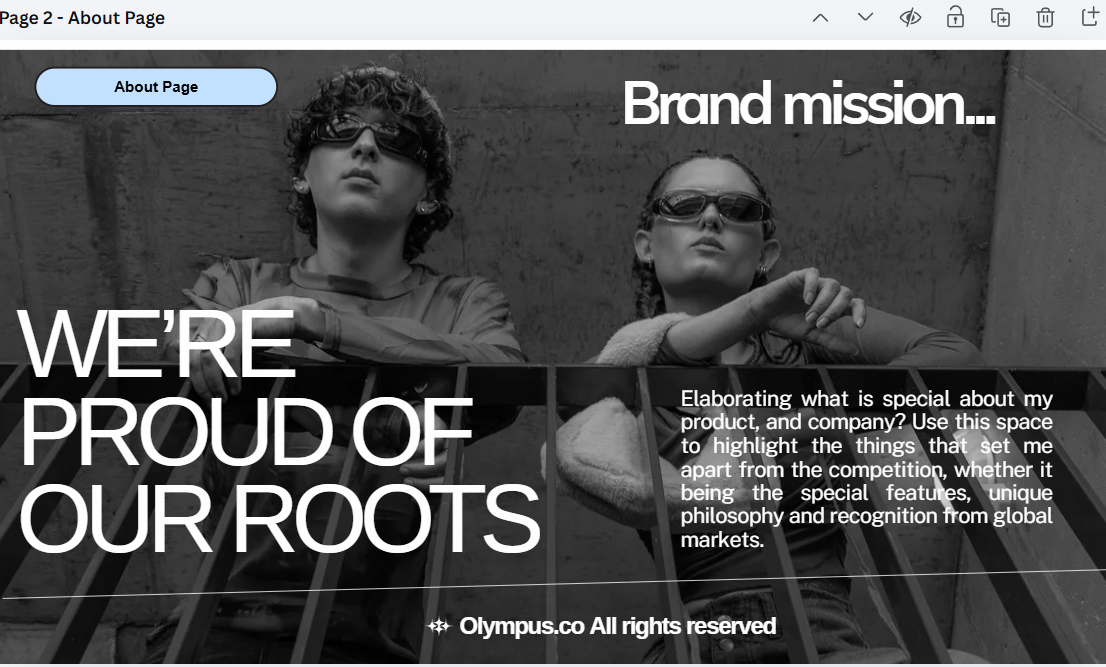 Page 2 - About Page
About Page
Brand mission...
WE’RE
PROUD OF
OUR ROOTS
Elaborating what is special about my
product, and company? Use this space
to highlight the things that set me
apart from the competition, whether it
being the special features, unique
philosophy and recognition from global
markets.
Olympus.co All rights reserved